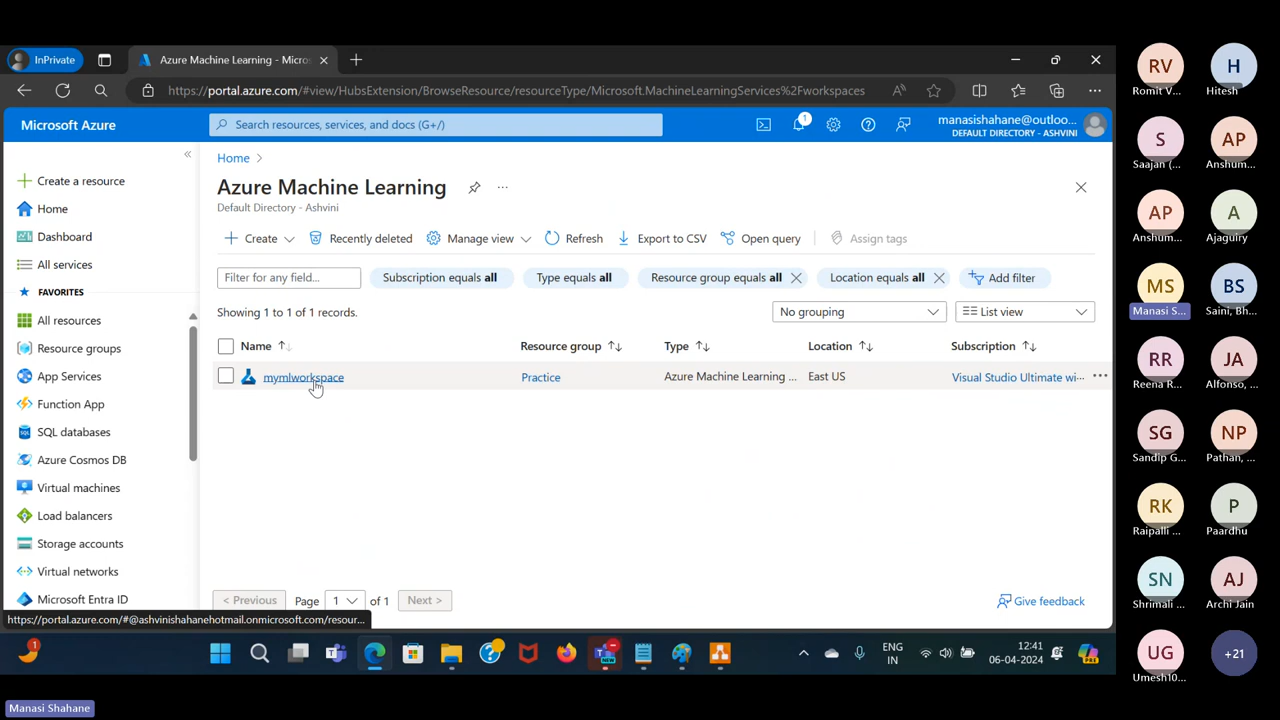 InPrivate
Azure Machine Learning - Micros
https://portal.azure.com/#view/HubsExtension/BrowseResource/resourceType/Microsoft.MachineLearningServices%2Fworkspaces
Microsoft Azure
Search resources, services, and docs (G+/)
1
manasishahane@outloo...
DEFAULT DIRECTORY - ASHVINI
Create a resource
Home
Dashboard
All services
FAVORITES
All resources
Resource groups
App Services
Function App
SQL databases
Azure Cosmos DB
Virtual machines
Load balancers
Storage accounts
Virtual networks
Microsoft Entra ID
Home
Azure Machine Learning
Default Directory - Ashvini
Create
Recently deleted
Manage view
Refresh
Export to CSV
Open query
Assign tags
Filter for any field...
Subscription equals all
Type equals all
Resource group equals all
Location equals all
Add filter
Showing 1 to 1 of 1 records.
No grouping
List view
Name
Resource group
Type
Location
Subscription
mymlworkspace
Practice
Azure Machine Learning ...
East US
Visual Studio Ultimate wi...
< Previous
Page
1
of 1
Next >
Give feedback
https://portal.azure.com/#@ashvinishahanehotmail.onmicrosoft.com/resour...
1
NEW
ENG
IN
12:41
06-04-2024
PRE
Manasi Shahane
RV
Romit V...
H
Hitesh
S
Saajan (...
AP
Anshum...
AP
Anshum...
A
Ajaguiry
MS
Manasi S...
BS
Saini, Bh...
RR
Reena R...
JA
Alfonso, ...
SG
Sandip G...
NP
Pathan, ...
RK
Raipalli ...
P
Paardhu
SN
Shrimali ...
AJ
Archi Jain
UG
Umesh10...
+21